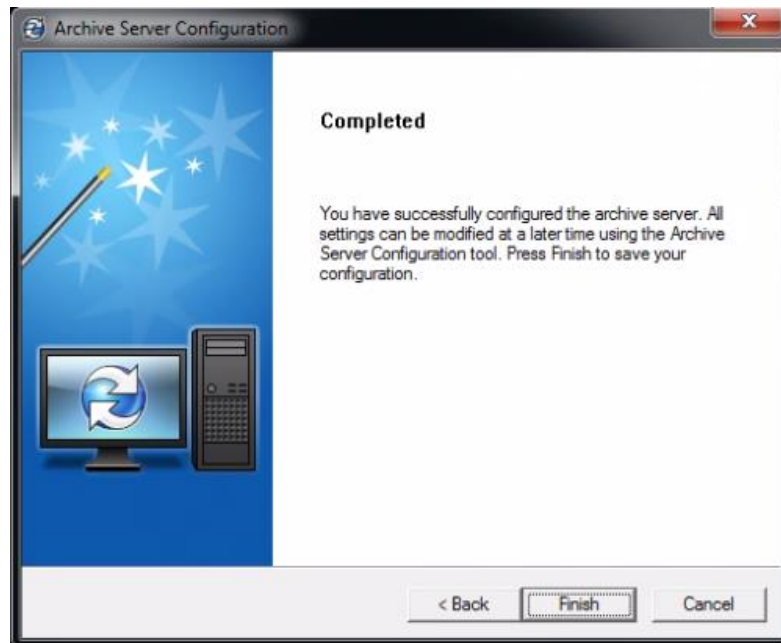 Archive Server Configuration
Completed
You have successfully configured the archive server. All
settings can be modified at a later time using the Archive
Server Configuration tool. Press Finish to save your
configuration.
< Back
Finish
Cancel